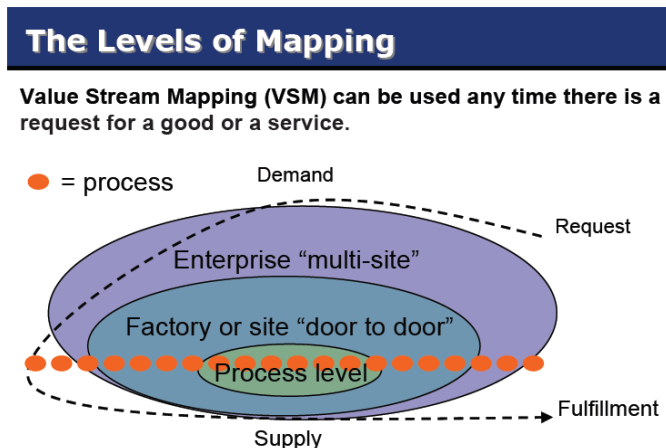 The Levels of Mapping
Value Stream Mapping (VSM) can be used any time there is a
request for a good or a service.
= process
Demand
Request
Enterprise “multi-site”
Factory or site “door to door”
Process level
Fulfillment
Supply